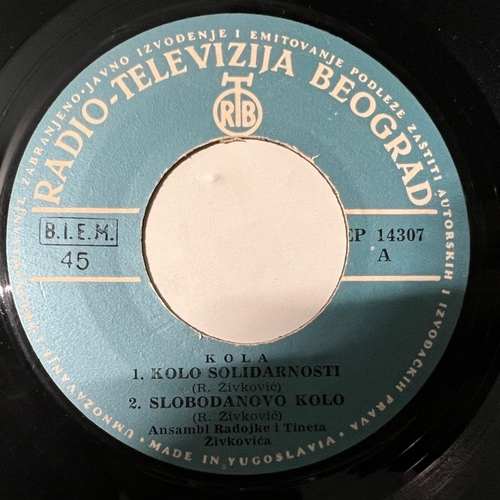 UMNOŽAVANJE, ZABRANJENO • JAVNO IZVOĐENJE I EMITOVANJE PODLEŽE ZAŠTITI AUTORSKIH I IZVOĐAČKIH PRAVA •
RADIO-TELEVIZIJA BEOGRAD
RTB
B.I.E.M.
45
EP 14307
A
KOLA
1. KOLO SOLIDARNOSTI
(R. Živković)
2. SLOBODANOVO KOLO
(R. Živković)
Ansambl Radojke i Tineta
Živkovića
MADE IN YUGOSLAVIA •